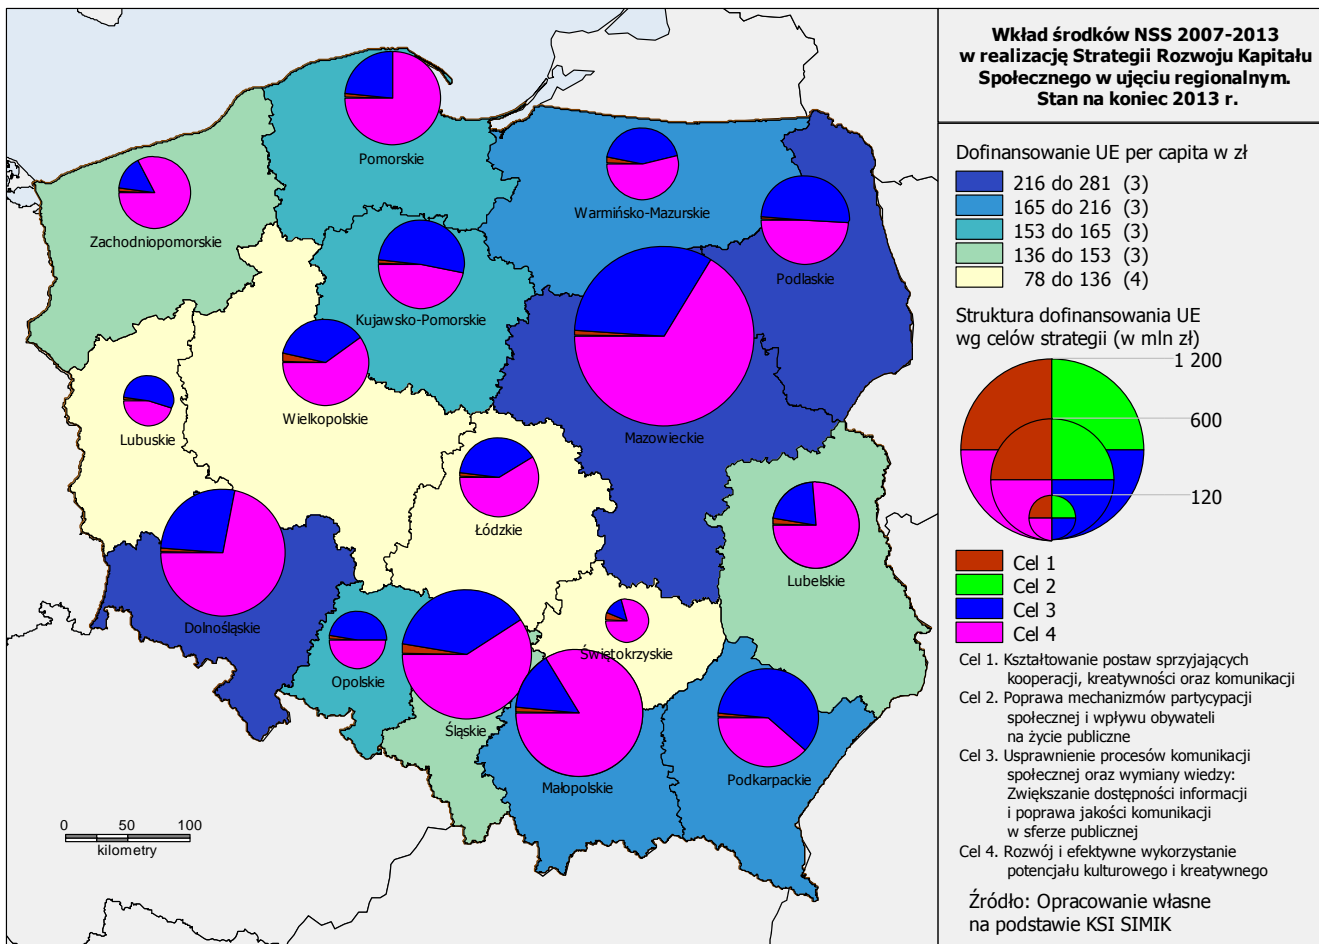 Wkład środków NSS 2007-2013
w realizację Strategii Rozwoju Kapitału
Społecznego w ujęciu regionalnym.
Stan na koniec 2013 r.
Dofinansowanie UE per capita w zł
216 do 281 (3)
165 do 216 (3)
153 do 165 (3)
136 do 153 (3)
78 do 136 (4)
Struktura dofinansowania UE
wg celów strategii (w mln zł)
1 200
600
120
Cel 1
Cel 2
Cel 3
Cel 4
Cel 1. Kształtowanie postaw sprzyjających
kooperacji, kreatywności oraz komunikacji
Cel 2. Poprawa mechanizmów partycypacji
społecznej i wpływu obywateli
na życie publiczne
Cel 3. Usprawnienie procesów komunikacji
społecznej oraz wymiany wiedzy:
Zwiększanie dostępności informacji
i poprawa jakości komunikacji
w sferze publicznej
Cel 4. Rozwój i efektywne wykorzystanie
potencjału kulturowego i kreatywnego
Źródło: Opracowanie własne
na podstawie KSI SIMIK
Pomorskie
Warmińsko-Mazurskie
Zachodniopomorskie
Podlaskie
Kujawsko-Pomorskie
Wielkopolskie
Mazowieckie
Lubuskie
Łódzkie
Lubelskie
Dolnośląskie
Świętokrzyskie
Opolskie
Śląskie
Podkarpackie
Małopolskie
0 50 100
kilometry